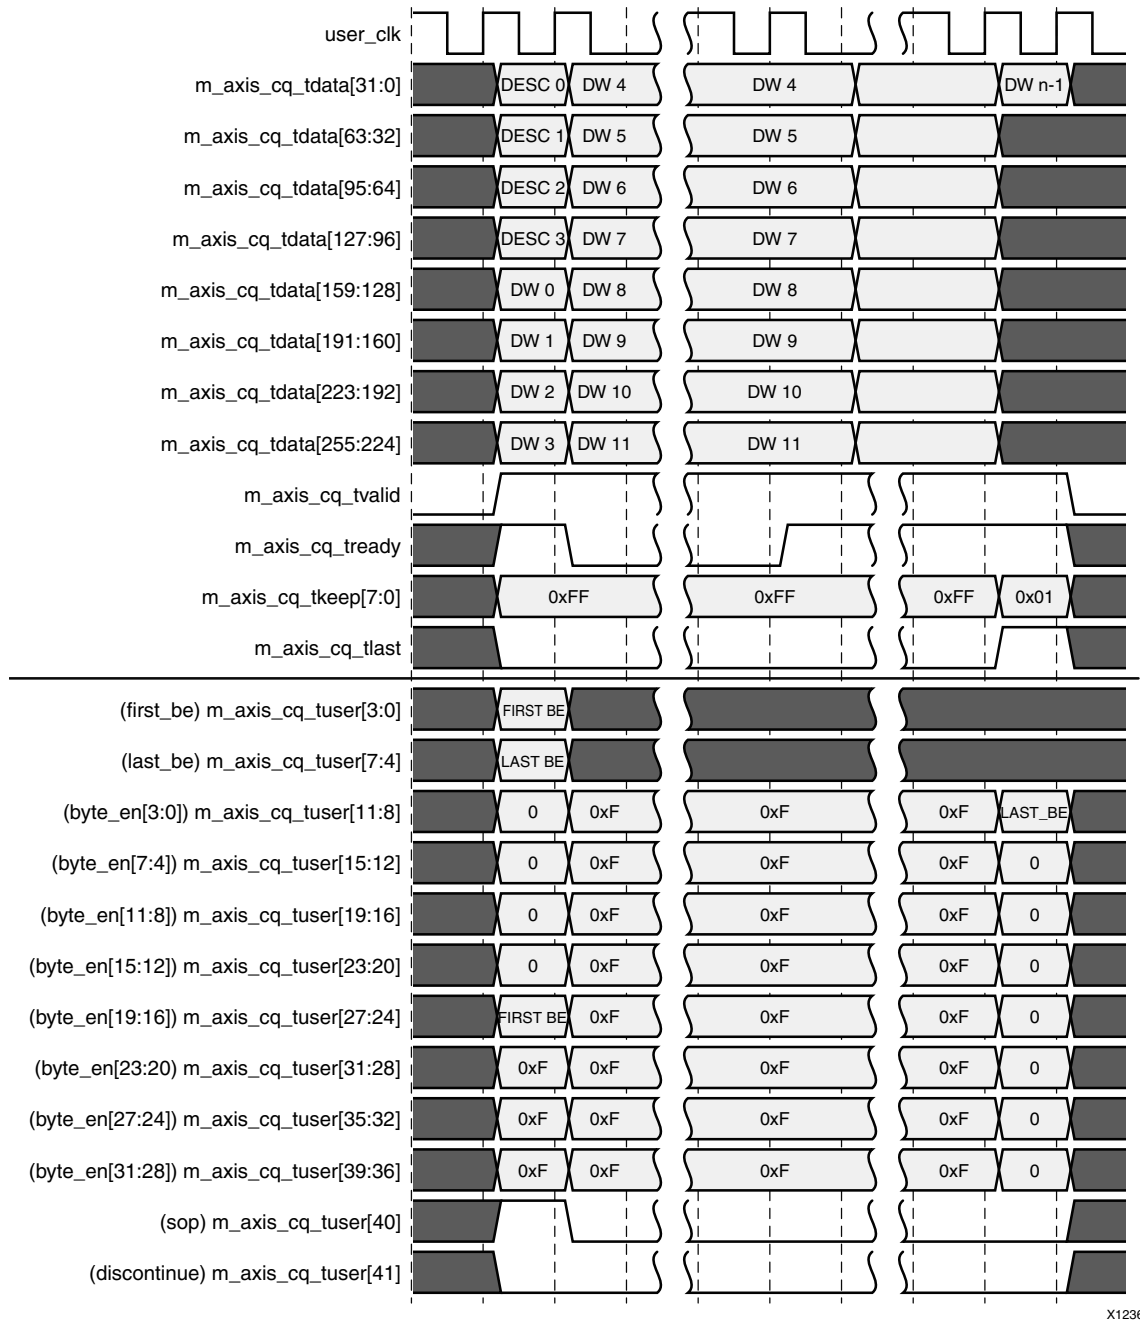 user_clk
m_axis_cq_tdata[31:0] DESC 0 DW 4 DW 4 DW n-1
m_axis_cq_tdata[63:32] DESC 1 DW 5 DW 5
m_axis_cq_tdata[95:64] DESC 2 DW 6 DW 6
m_axis_cq_tdata[127:96] DESC 3 DW 7 DW 7
m_axis_cq_tdata[159:128] DW 0 DW 8 DW 8
m_axis_cq_tdata[191:160] DW 1 DW 9 DW 9
m_axis_cq_tdata[223:192] DW 2 DW 10 DW 10
m_axis_cq_tdata[255:224] DW 3 DW 11 DW 11
m_axis_cq_tvalid
m_axis_cq_tready
m_axis_cq_tkeep[7:0] 0xFF 0xFF 0xFF 0x01
m_axis_cq_tlast
(first_be) m_axis_cq_tuser[3:0] FIRST BE
(last_be) m_axis_cq_tuser[7:4] LAST BE
(byte_en[3:0]) m_axis_cq_tuser[11:8] 0 0xF 0xF 0xF LAST_BE
(byte_en[7:4]) m_axis_cq_tuser[15:12] 0 0xF 0xF 0xF 0
(byte_en[11:8]) m_axis_cq_tuser[19:16] 0 0xF 0xF 0xF 0
(byte_en[15:12]) m_axis_cq_tuser[23:20] 0 0xF 0xF 0xF 0
(byte_en[19:16]) m_axis_cq_tuser[27:24] FIRST BE 0xF 0xF 0xF 0
(byte_en[23:20) m_axis_cq_tuser[31:28] 0xF 0xF 0xF 0xF 0
(byte_en[27:24]) m_axis_cq_tuser[35:32] 0xF 0xF 0xF 0xF 0
(byte_en[31:28]) m_axis_cq_tuser[39:36] 0xF 0xF 0xF 0xF 0
(sop) m_axis_cq_tuser[40]
(discontinue) m_axis_cq_tuser[41]
X1236